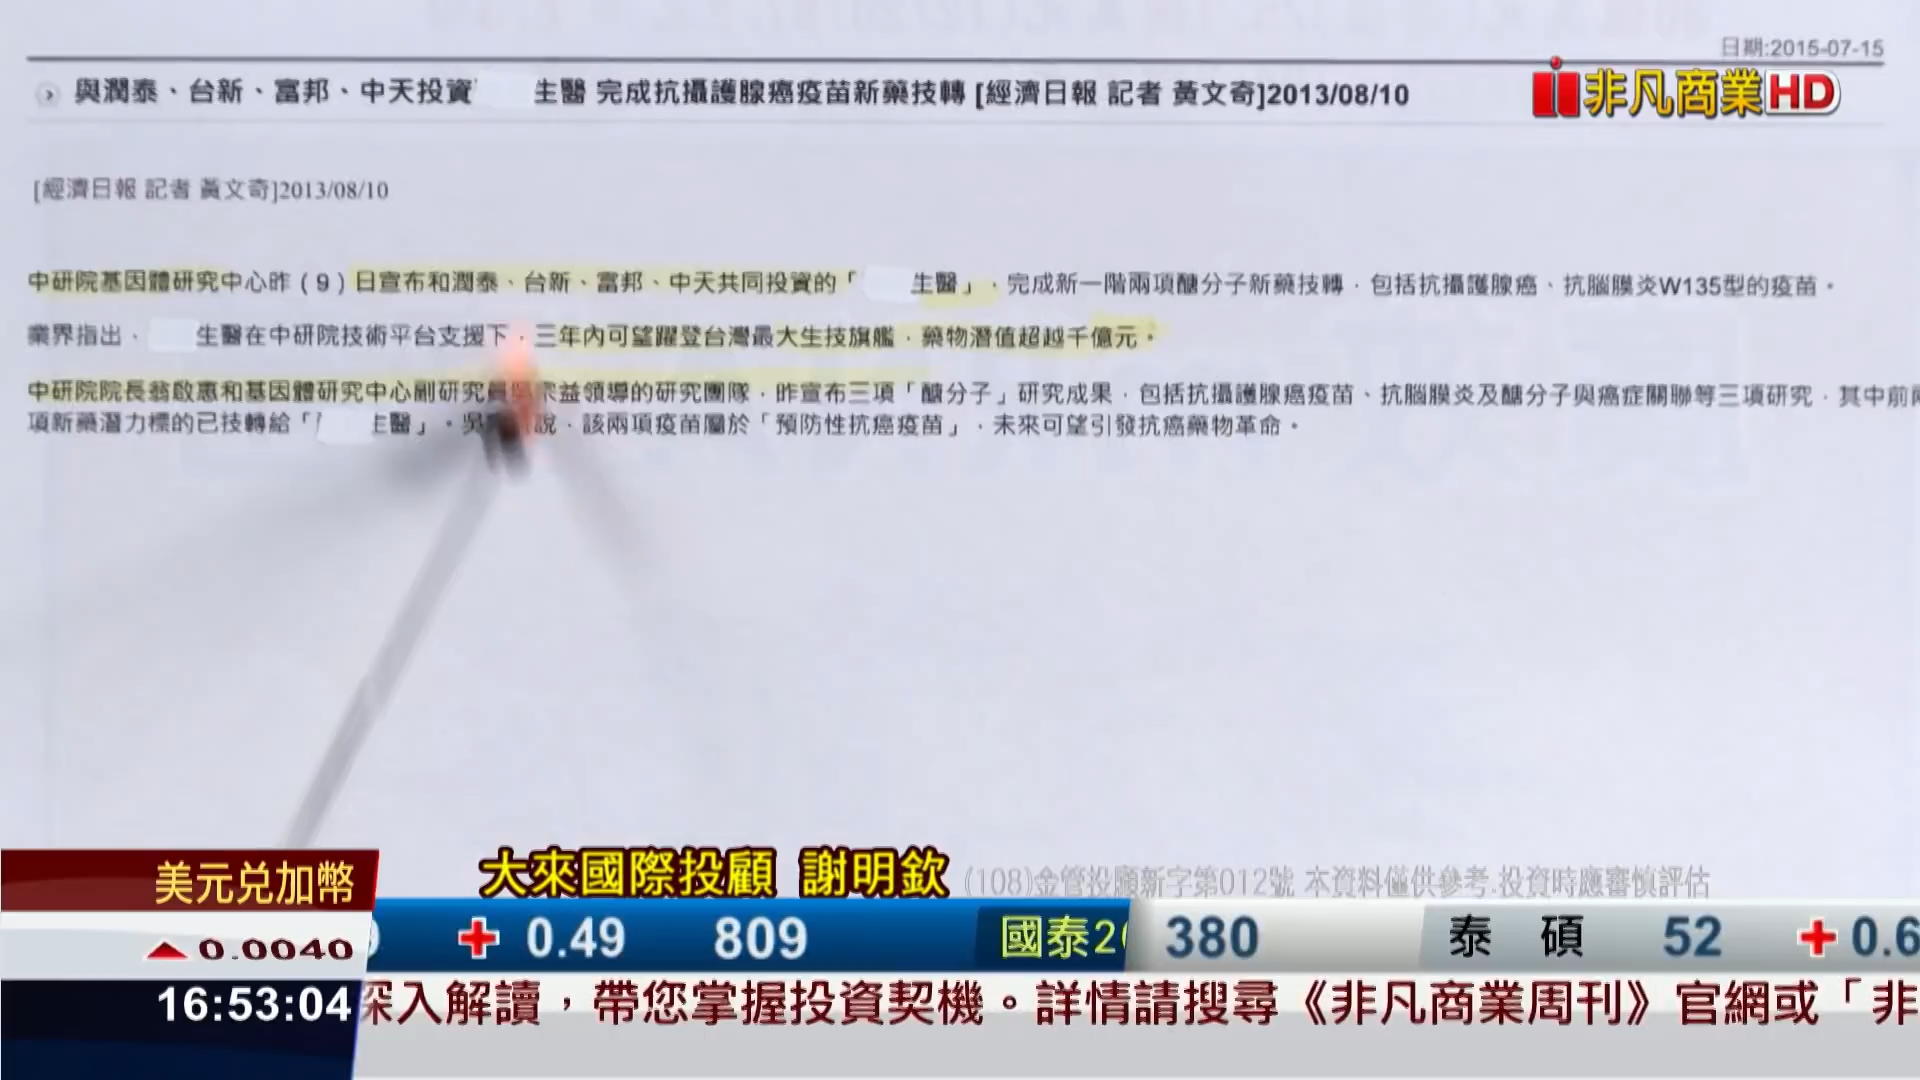 日期:2015-07-15
與潤泰、台新、富邦、中天投資 生醫 完成抗攝護腺癌疫苗新藥技轉 [經濟日報 記者 黃文奇]2013/08/10
非凡商業HD
[經濟日報 記者 黃文奇]2013/08/10
中研院基因體研究中心昨（9）日宣布和潤泰、台新、富邦、中天共同投資的「 生醫」，完成新一階兩項醣分子新藥技轉，包括抗攝護腺癌、抗腦膜炎W135型的疫苗。
業界指出， 生醫在中研院技術平台支援下，三年內可望躍登台灣最大生技旗艦，藥物潛值超越千億元。
中研院院長翁啟惠和基因體研究中心副研究員吳宗益領導的研究團隊，昨宣布三項「醣分子」研究成果，包括抗攝護腺癌疫苗、抗腦膜炎及醣分子與癌症關聯等三項研究，其中前兩
項新藥潛力標的已技轉給「 生醫」。吳 說，該兩項疫苗屬於「預防性抗癌疫苗」，未來可望引發抗癌藥物革命。
大來國際投顧 謝明欽
(108)金管投顧新字第012號 本資料僅供參考.投資時應審慎評估
美元兌加幣
▲ 0.0040
+ 0.49 809 國泰2 380 泰 碩 52 + 0.6
16:53:04
深入解讀，帶您掌握投資契機。詳情請搜尋《非凡商業周刊》官網或「非